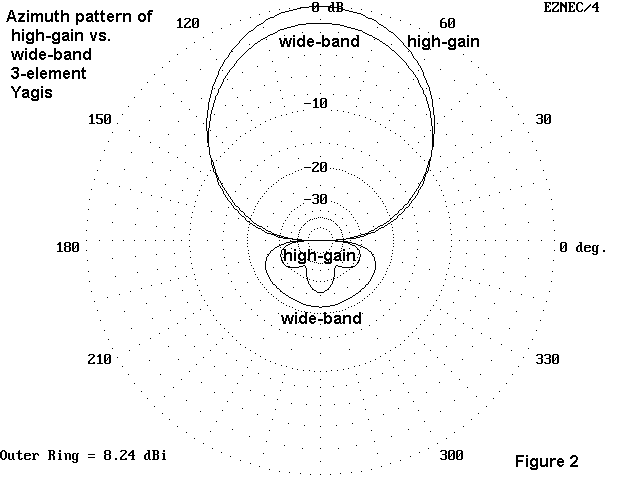 Azimuth pattern of
high-gain vs.
wide-band
3-element
Yagis
0 dB
EZNEC/4
120
60
wide-band
high-gain
-10
150
30
-20
-30
180
0 deg.
high-gain
wide-band
210
330
Outer Ring = 8.24 dBi
300
Figure 2